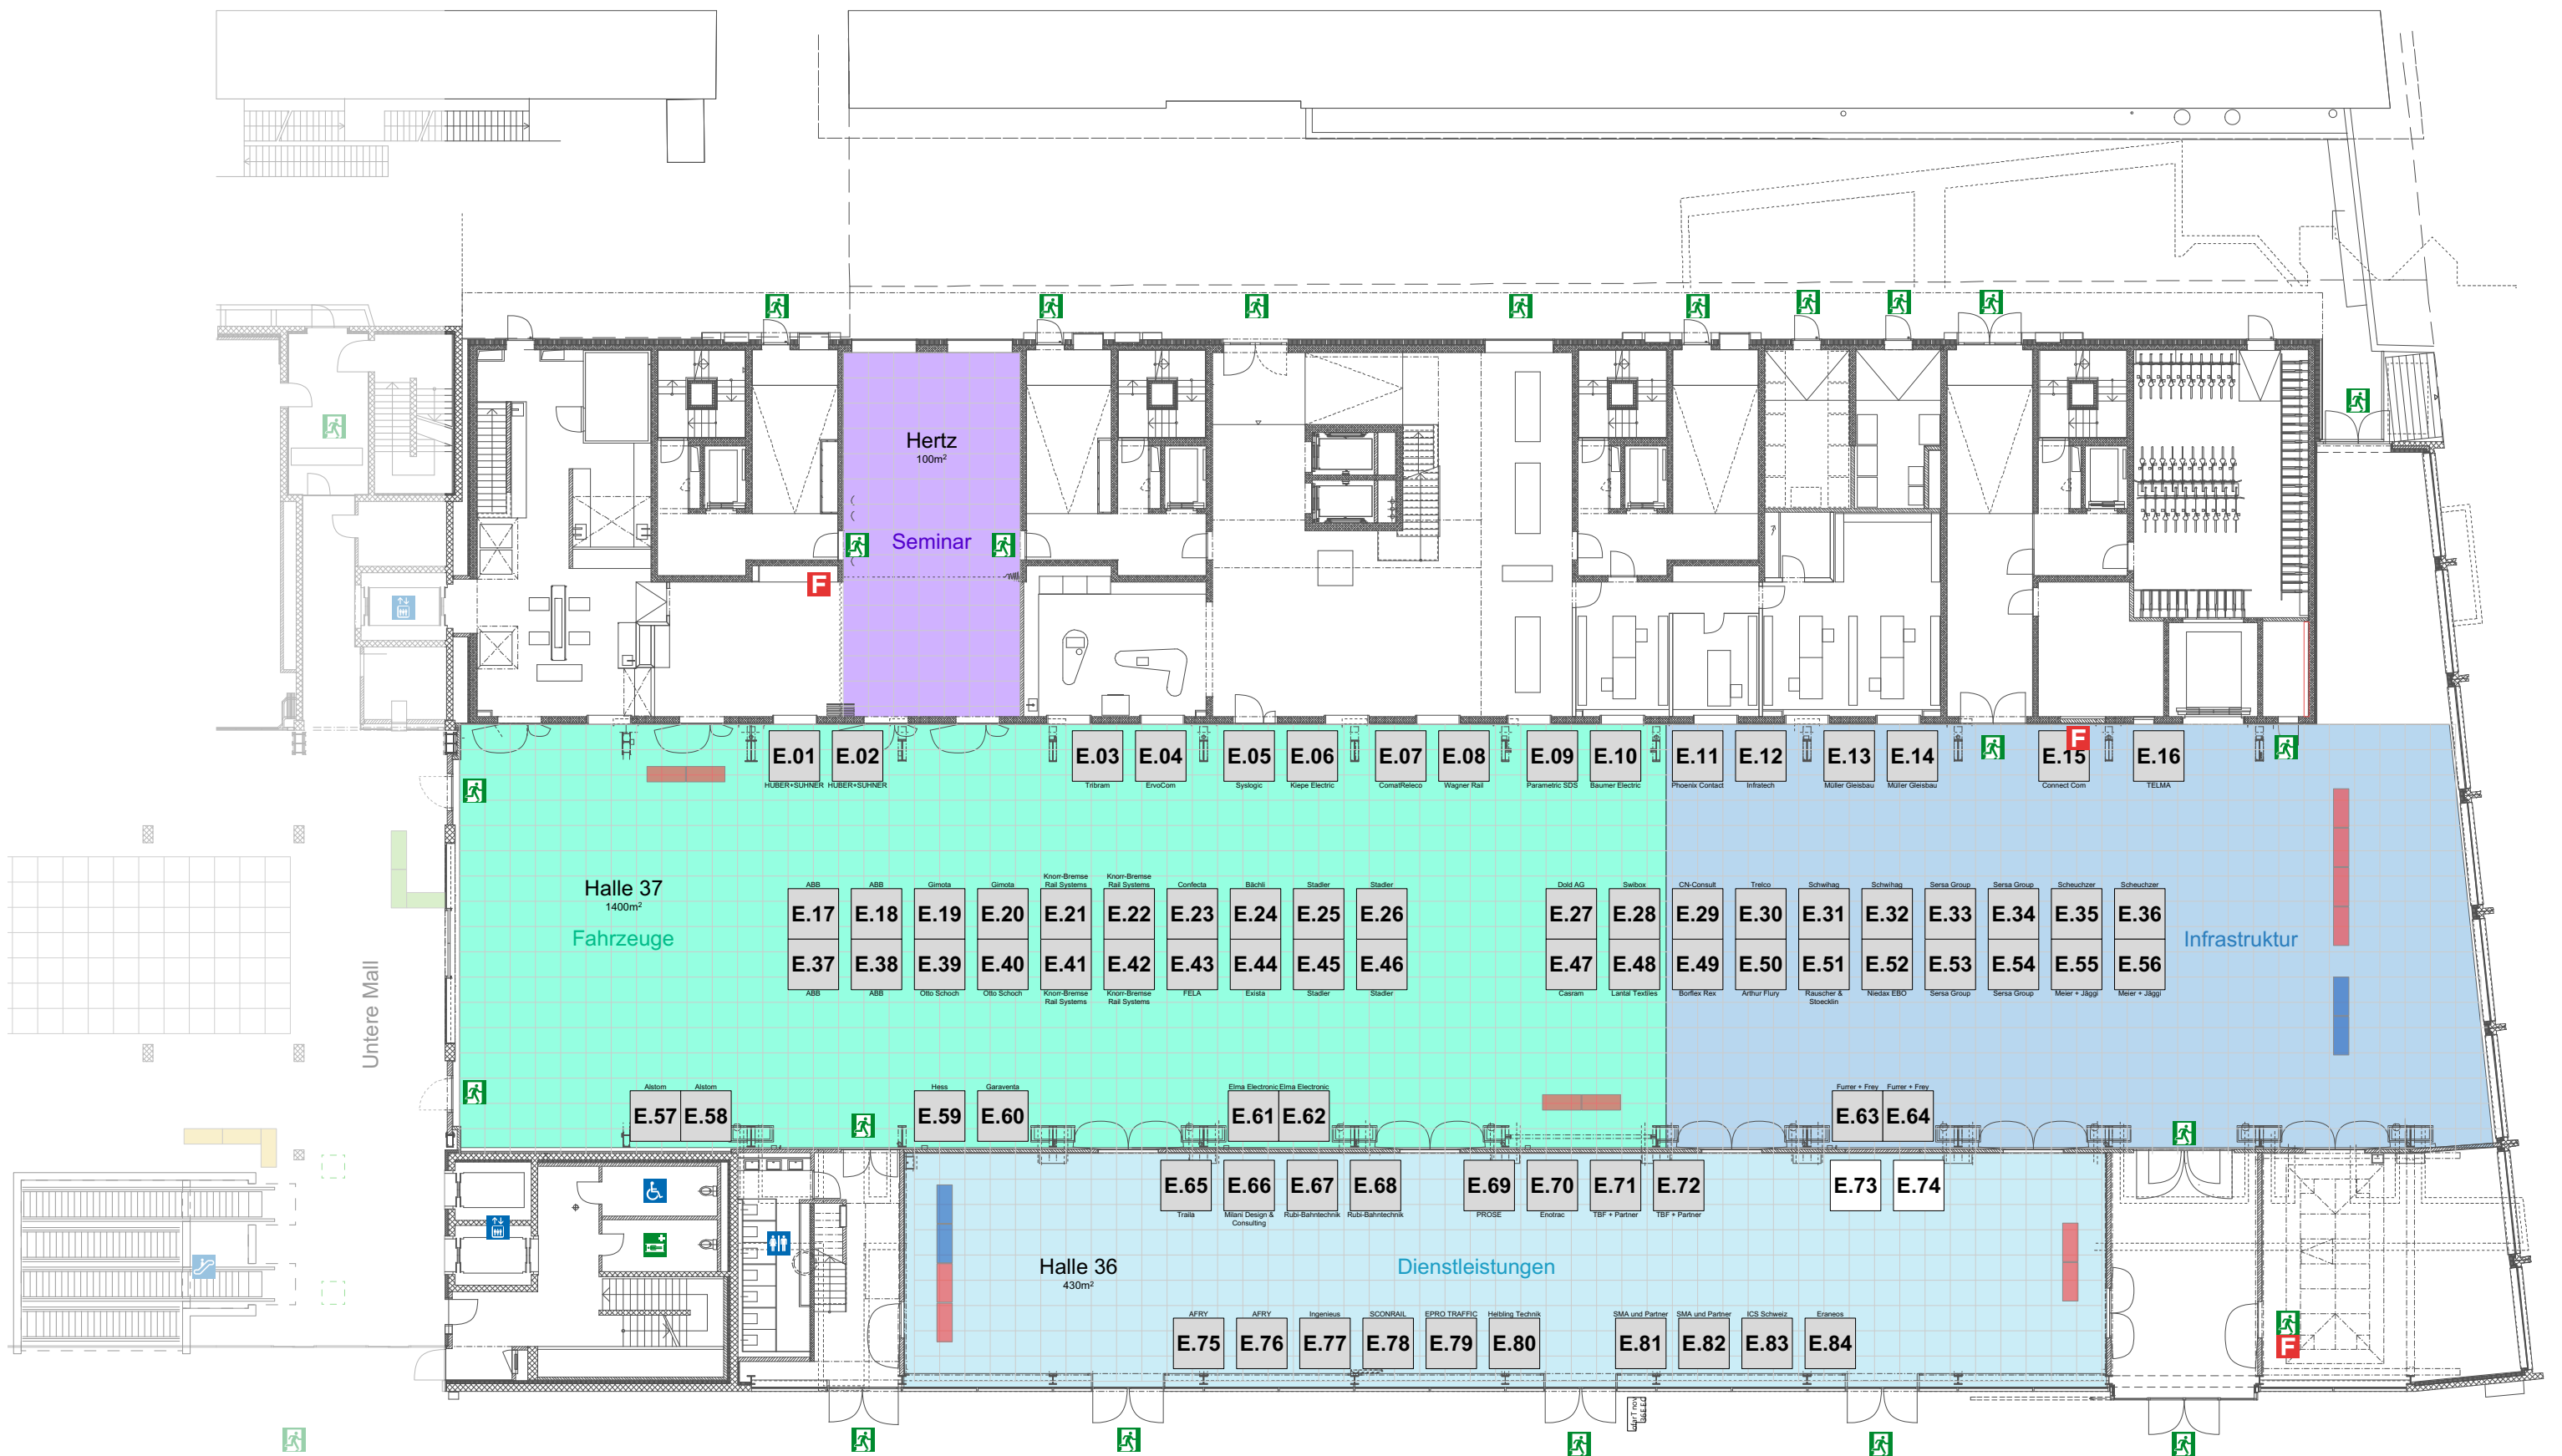 Hertz
100m²
Seminar
F
F
E.01
E.02
E.03
E.04
E.05
E.06
E.07
E.08
E.09
E.10
E.11
E.12
E.13
E.14
E.15
E.16
HUBER+SUHNER
HUBER+SUHNER
Tribram
ErvoCom
Syslogic
Kiepe Electric
ComatReleco
Wagner Rail
Parametric SDS
Baumer Electric
Phoenix Contact
Infratech
Müller Gleisbau
Müller Gleisbau
Connect Com
TELMA
Halle 37
1400m²
Fahrzeuge
Infrastruktur
Untere Mall
ABB
ABB
Gimota
Gimota
Knorr-Bremse
Rail Systems
Knorr-Bremse
Rail Systems
Confecta
Bächli
Stadler
Stadler
Dold AG
Swibox
CN-Consult
Trelco
Schwihag
Schwihag
Sersa Group
Sersa Group
Scheuchzer
Scheuchzer
E.17
E.18
E.19
E.20
E.21
E.22
E.23
E.24
E.25
E.26
E.27
E.28
E.29
E.30
E.31
E.32
E.33
E.34
E.35
E.36
E.37
E.38
E.39
E.40
E.41
E.42
E.43
E.44
E.45
E.46
E.47
E.48
E.49
E.50
E.51
E.52
E.53
E.54
E.55
E.56
ABB
ABB
Otto Schoch
Otto Schoch
Knorr-Bremse
Rail Systems
Knorr-Bremse
Rail Systems
FELA
Exista
Stadler
Stadler
Casram
Lantal Textiles
Borflex Rex
Arthur Flury
Rauscher &
Stoecklin
Niedax EBO
Sersa Group
Sersa Group
Meier + Jäggi
Meier + Jäggi
Alstom
Alstom
Hess
Garaventa
Elma Electronic
Elma Electronic
Furrer + Frey
Furrer + Frey
E.57
E.58
E.59
E.60
E.61
E.62
E.63
E.64
E.65
E.66
E.67
E.68
E.69
E.70
E.71
E.72
E.73
E.74
Traila
Milani Design &
Consulting
Rubi-Bahntechnik
Rubi-Bahntechnik
PROSE
Enotrac
TBF + Partner
TBF + Partner
Halle 36
430m²
Dienstleistungen
AFRY
AFRY
Ingenieus
SCONRAIL
EPRO TRAFFIC
Helbling Technik
SMA und Partner
SMA und Partner
ICS Schweiz
Eraneos
E.75
E.76
E.77
E.78
E.79
E.80
E.81
E.82
E.83
E.84
F